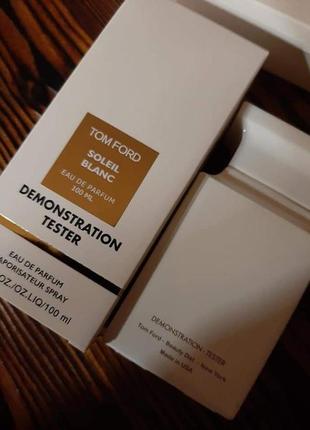 TOM FORD
SOLEIL
BLANC
EAU DE PARFUM
100 ML
DEMONSTRATION
TESTER
EAU DE PARFUM
VAPORISATEUR SPRAY
OZ./OZ.LIQ/100 ml
DEMONSTRATION - TESTER
Tom Ford - Beauty Dist - New York
Made in USA